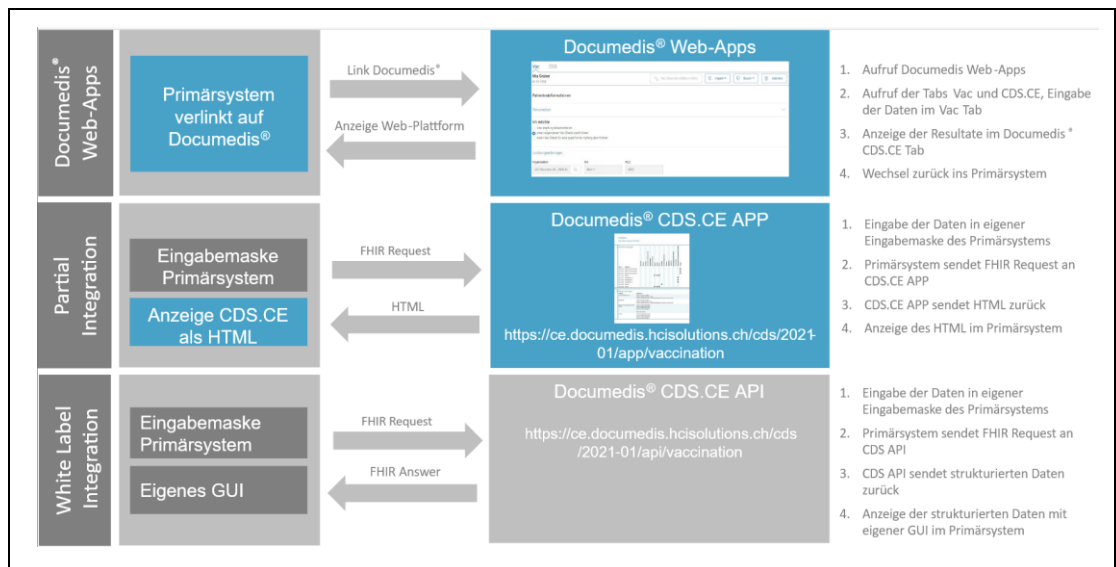 Documedis®
Web-Apps
Primärsystem
verlinkt auf
Documedis®
Link Documedis®
Anzeige Web-Plattform
Documedis® Web-Apps
1. Aufruf Documedis Web-Apps
2. Aufruf der Tabs Vac und CDS.CE, Eingabe
der Daten im Vac Tab
3. Anzeige der Resultate im Documedis®
CDS.CE Tab
4. Wechsel zurück ins Primärsystem
Partial
Integration
Eingabemaske
Primärsystem
Anzeige CDS.CE
als HTML
FHIR Request
HTML
Documedis® CDS.CE APP
https://ce.documedis.hcisolutions.ch/cds/2021-
01/app/vaccination
1. Eingabe der Daten in eigener
Eingabemaske des Primärsystems
2. Primärsystem sendet FHIR Request an
CDS.CE APP
3. CDS.CE APP sendet HTML zurück
4. Anzeige des HTML im Primärsystem
White Label
Integration
Eingabemaske
Primärsystem
Eigenes GUI
FHIR Request
FHIR Answer
Documedis® CDS.CE API
https://ce.documedis.hcisolutions.ch/cds
/2021-01/api/vaccination
1. Eingabe der Daten in eigener
Eingabemaske des Primärsystems
2. Primärsystem sendet FHIR Request an
CDS API
3. CDS API sendet strukturierten Daten
zurück
4. Anzeige der strukturierten Daten mit
eigener GUI im Primärsystem